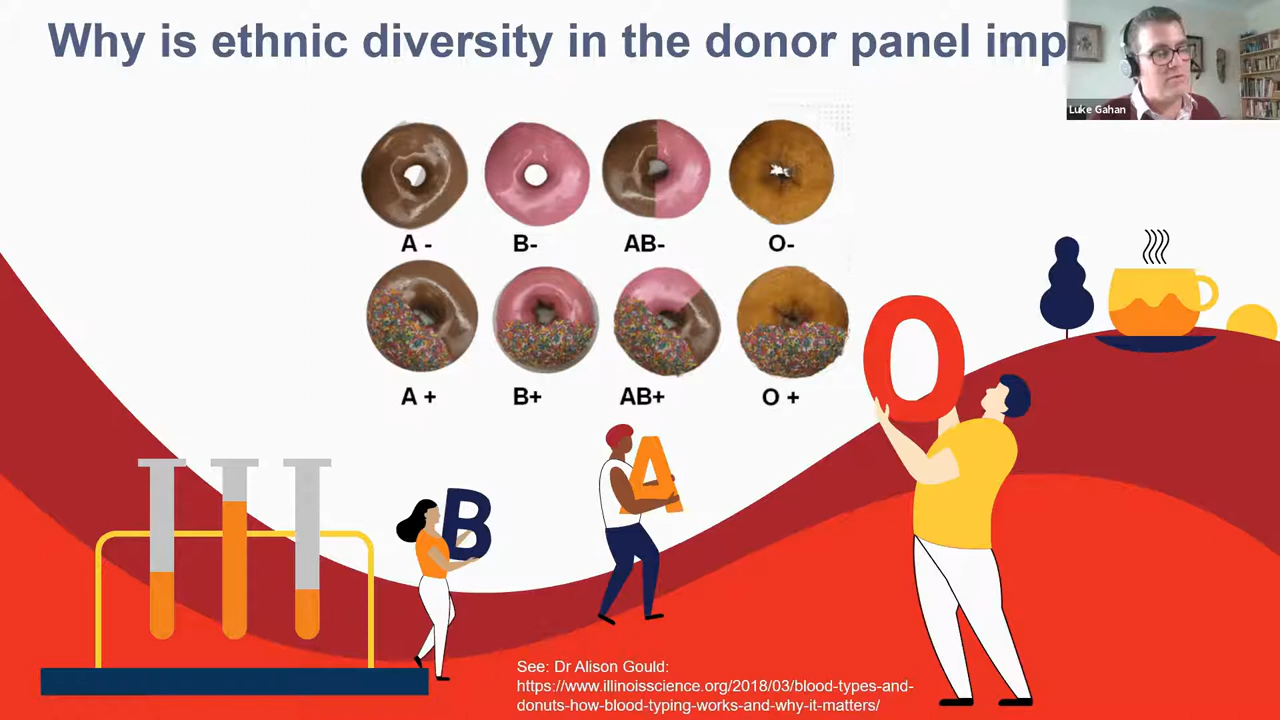 Why is ethnic diversity in the donor panel imp
Luke Gahan
A - B- AB- O-
A + B+ AB+ O +
O
A
B
See: Dr Alison Gould:
https://www.illinoisscience.org/2018/03/blood-types-and-
donuts-how-blood-typing-works-and-why-it-matters/